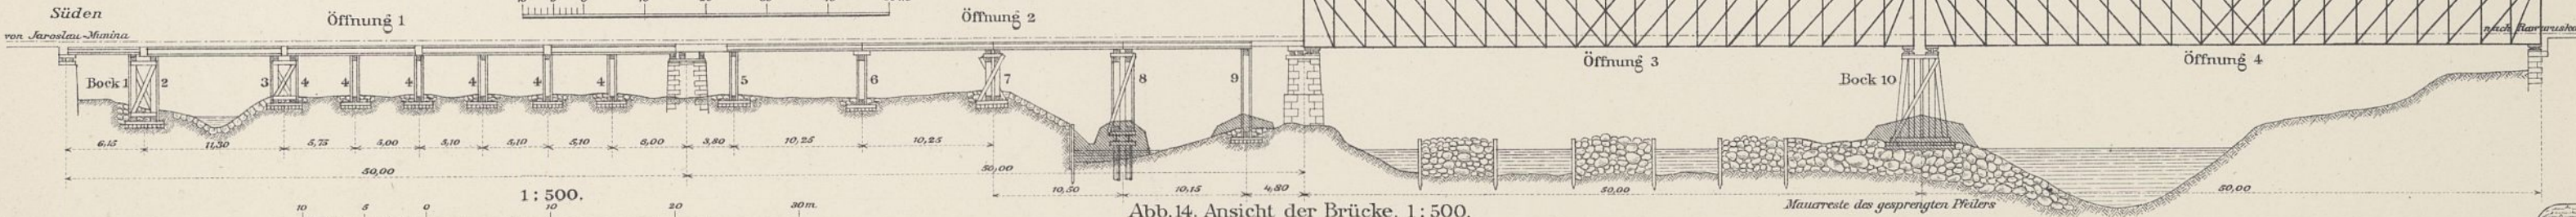 Süden
Öffnung 1
Öffnung 2
von Jaroslau-Munina
Öffnung 3
Öffnung 4
Bock 1 2 3 4 4 4 4 4 4 5 6 7 8 9
Bock 10
6,15 11,30 5,75 5,00 5,10 5,10 5,10 6,00 3,80 10,25 10,25
50,00 50,00
10,50 10,15 4,80 50,00 50,00
1:500.
10 5 0 10 20 30 m.
Abb. 14. Ansicht der Brücke. 1:500.
Mauerreste des gesprengten Pfeilers